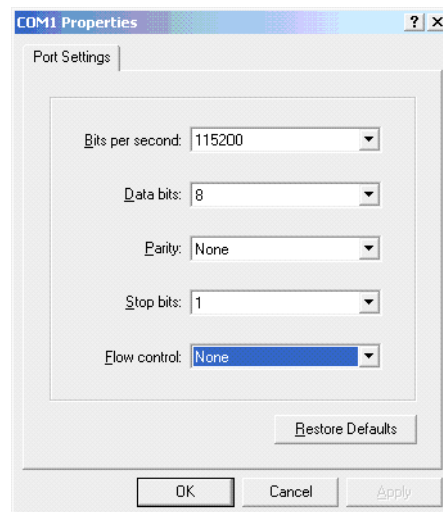 COM1 Properties
Port Settings
Bits per second: 115200
Data bits: 8
Parity: None
Stop bits: 1
Flow control: None
Restore Defaults
OK Cancel Apply